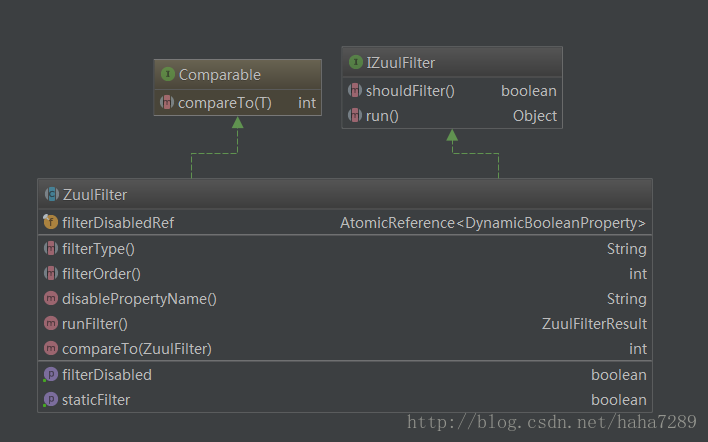 Comparable
compareTo(T) int
IZuulFilter
shouldFilter() boolean
run() Object
ZuulFilter
filterDisabledRef AtomicReference<DynamicBooleanProperty>
filterType() String
filterOrder() int
disablePropertyName() String
runFilter() ZuulFilterResult
compareTo(ZuulFilter) int
filterDisabled boolean
staticFilter boolean
http://blog.csdn.net/haha7289